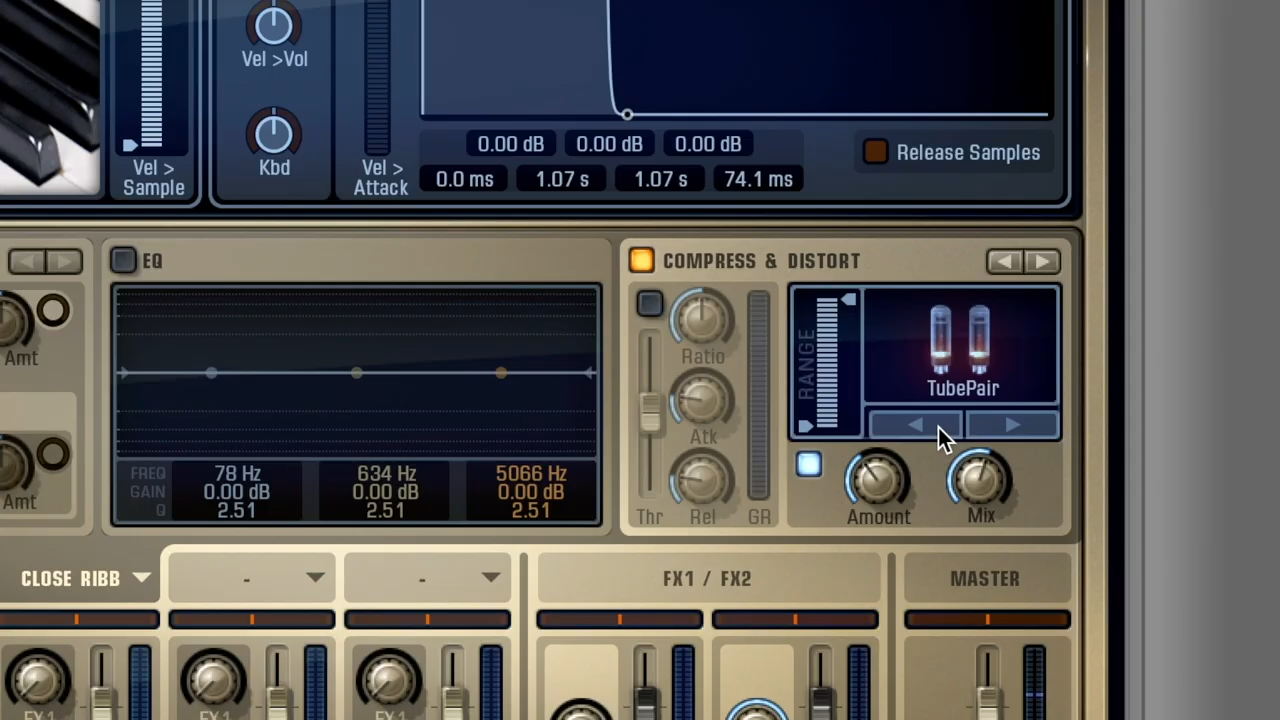 Vel >Vol
Kbd
Vel >
Sample
Vel >
Attack
0.00 dB 0.00 dB 0.00 dB
0.0 ms 1.07 s 1.07 s 74.1 ms
Release Samples
Amt
Amt
EQ
FREQ 78 Hz 634 Hz 5066 Hz
GAIN 0.00 dB 0.00 dB 0.00 dB
Q 2.51 2.51 2.51
COMPRESS & DISTORT
Ratio
Atk
Thr Rel GR
RANGE
TubePair
Amount Mix
CLOSE RIBB - - FX1 / FX2 MASTER
FX1 FX1 FX1